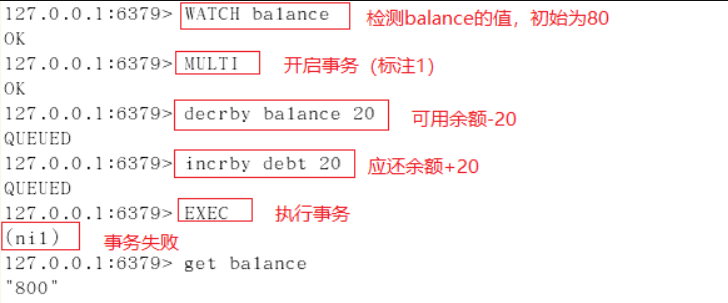 127.0.0.1:6379> WATCH balance 检测balance的值，初始为80
OK
127.0.0.1:6379> MULTI 开启事务（标注1）
OK
127.0.0.1:6379> decrby balance 20 可用余额-20
QUEUED
127.0.0.1:6379> incrby debt 20 应还余额+20
QUEUED
127.0.0.1:6379> EXEC 执行事务
(nil) 事务失败
127.0.0.1:6379> get balance
"800"